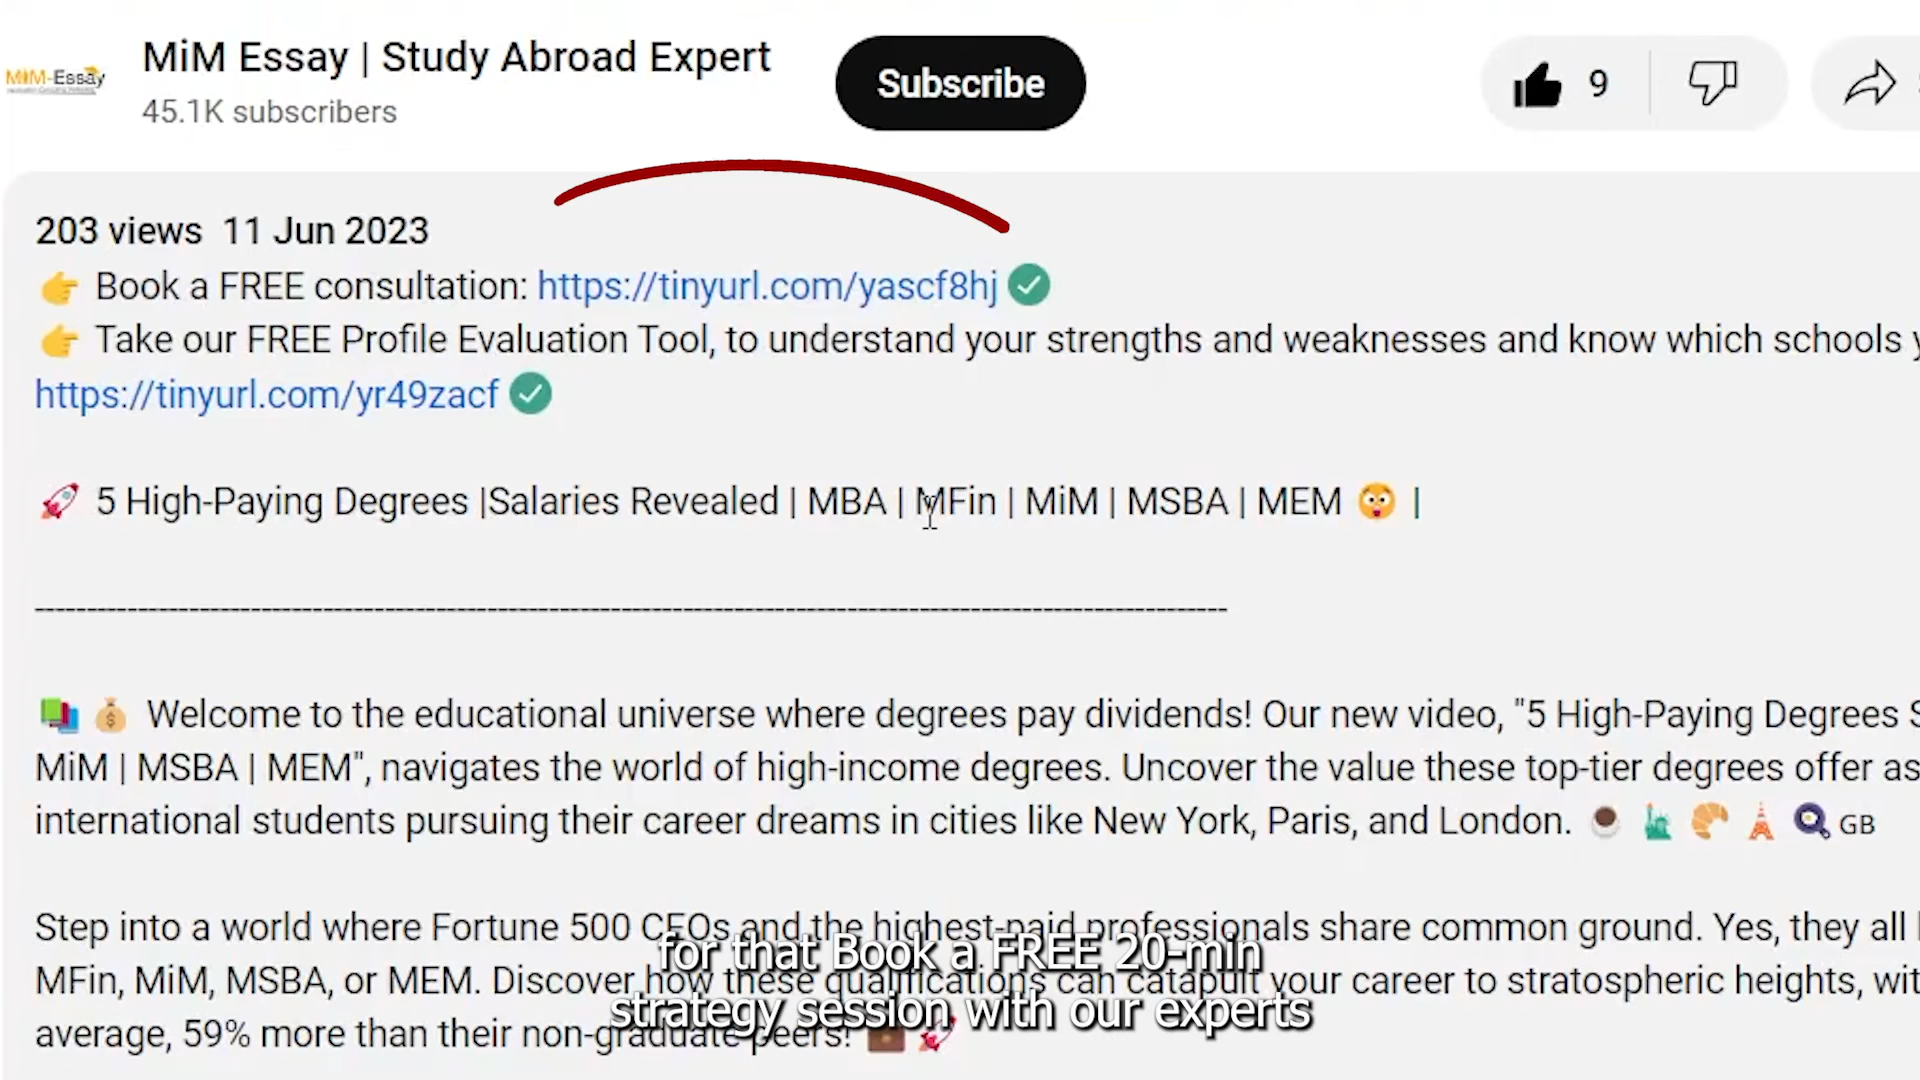 MiM-Essay
MiM Essay | Study Abroad Expert
45.1K subscribers
Subscribe
9
203 views 11 Jun 2023
👉 Book a FREE consultation: https://tinyurl.com/yascf8hj ✅
👉 Take our FREE Profile Evaluation Tool, to understand your strengths and weaknesses and know which schools y
https://tinyurl.com/yr49zacf ✅
🚀 5 High-Paying Degrees |Salaries Revealed | MBA | MFin | MiM | MSBA | MEM 😲 |
📚 💰 Welcome to the educational universe where degrees pay dividends! Our new video, "5 High-Paying Degrees S
MiM | MSBA | MEM", navigates the world of high-income degrees. Uncover the value these top-tier degrees offer as
international students pursuing their career dreams in cities like New York, Paris, and London. ☕ 🗽 🥐 🗼 🍳 GB
Step into a world where Fortune 500 CEOs and the highest-paid professionals share common ground. Yes, they all
MFin, MiM, MSBA, or MEM. Discover how these qualifications can catapult your career to stratospheric heights, wit
average, 59% more than their non-graduate peers! 💼 🚀
for that Book a FREE 20-min
strategy session with our experts